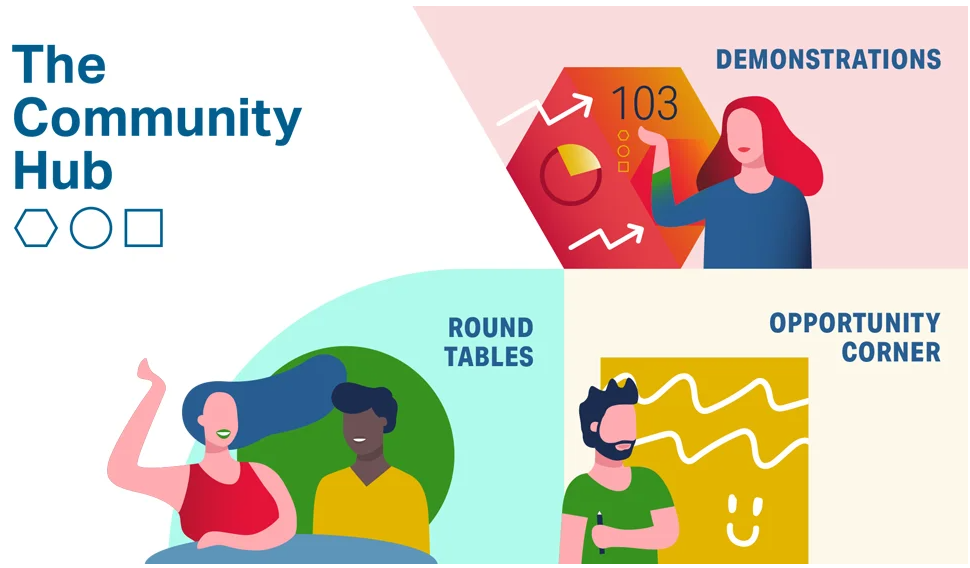 The
Community
Hub
DEMONSTRATIONS
103
ROUND
TABLES
OPPORTUNITY
CORNER